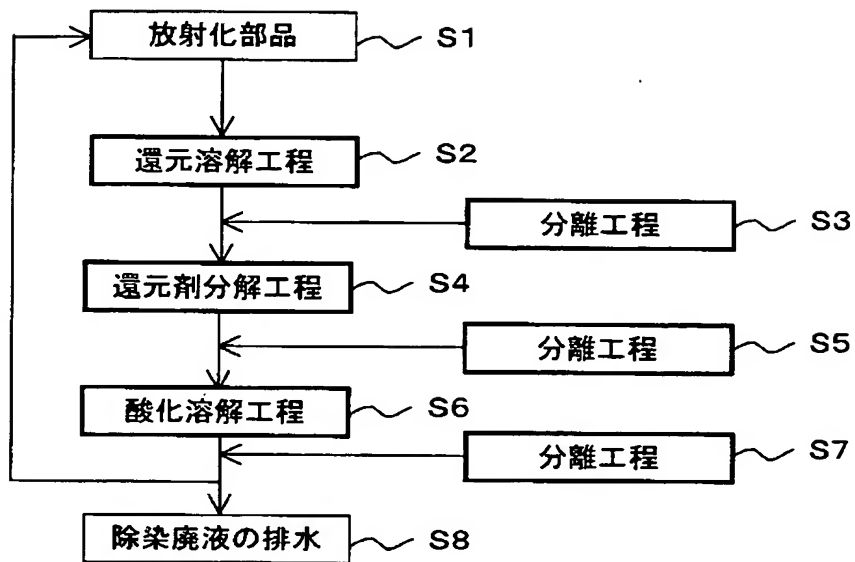 放射化部品 S1
還元溶解工程 S2
分離工程 S3
還元剤分解工程 S4
分離工程 S5
酸化溶解工程 S6
分離工程 S7
除染廃液の排水 S8